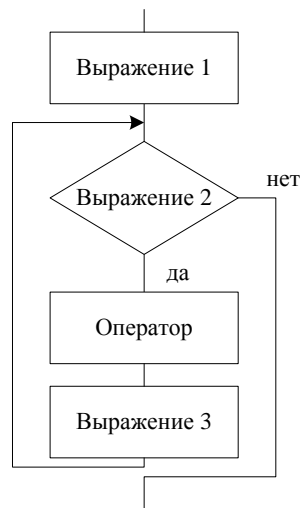 Выражение 1
Выражение 2
нет
да
Оператор
Выражение 3